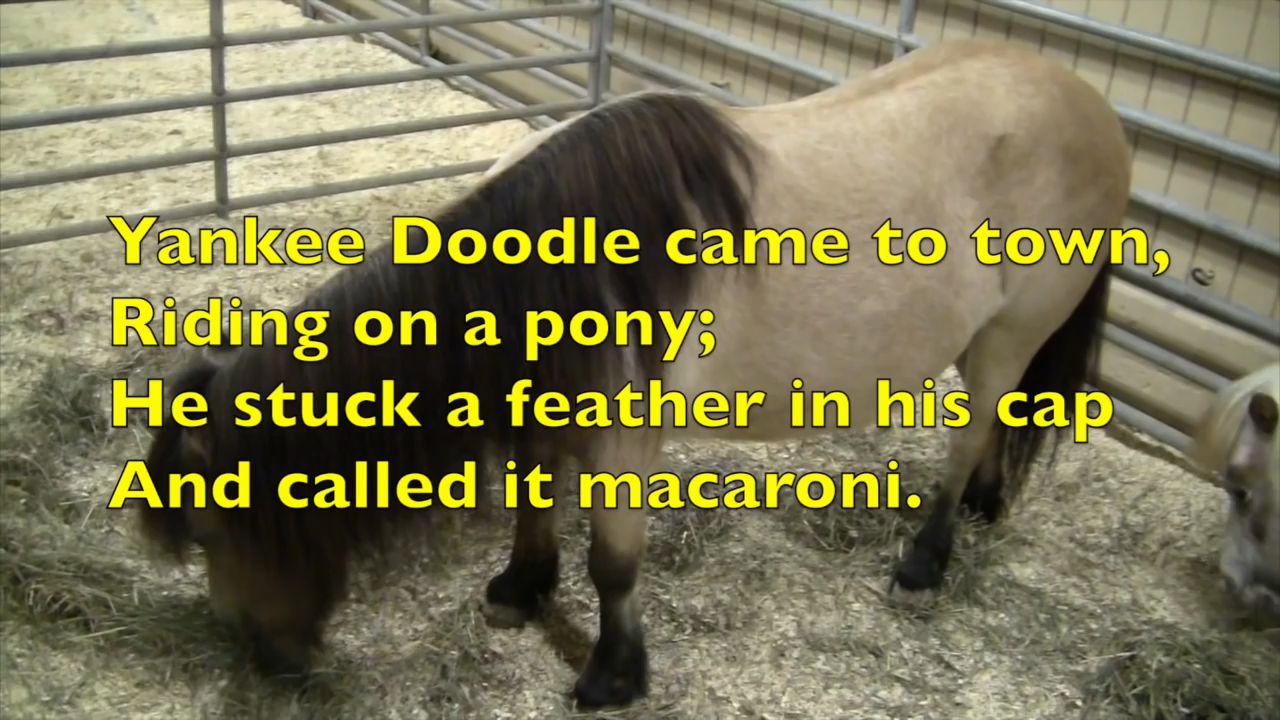 Yankee Doodle came to town,
Riding on a pony;
He stuck a feather in his cap
And called it macaroni.